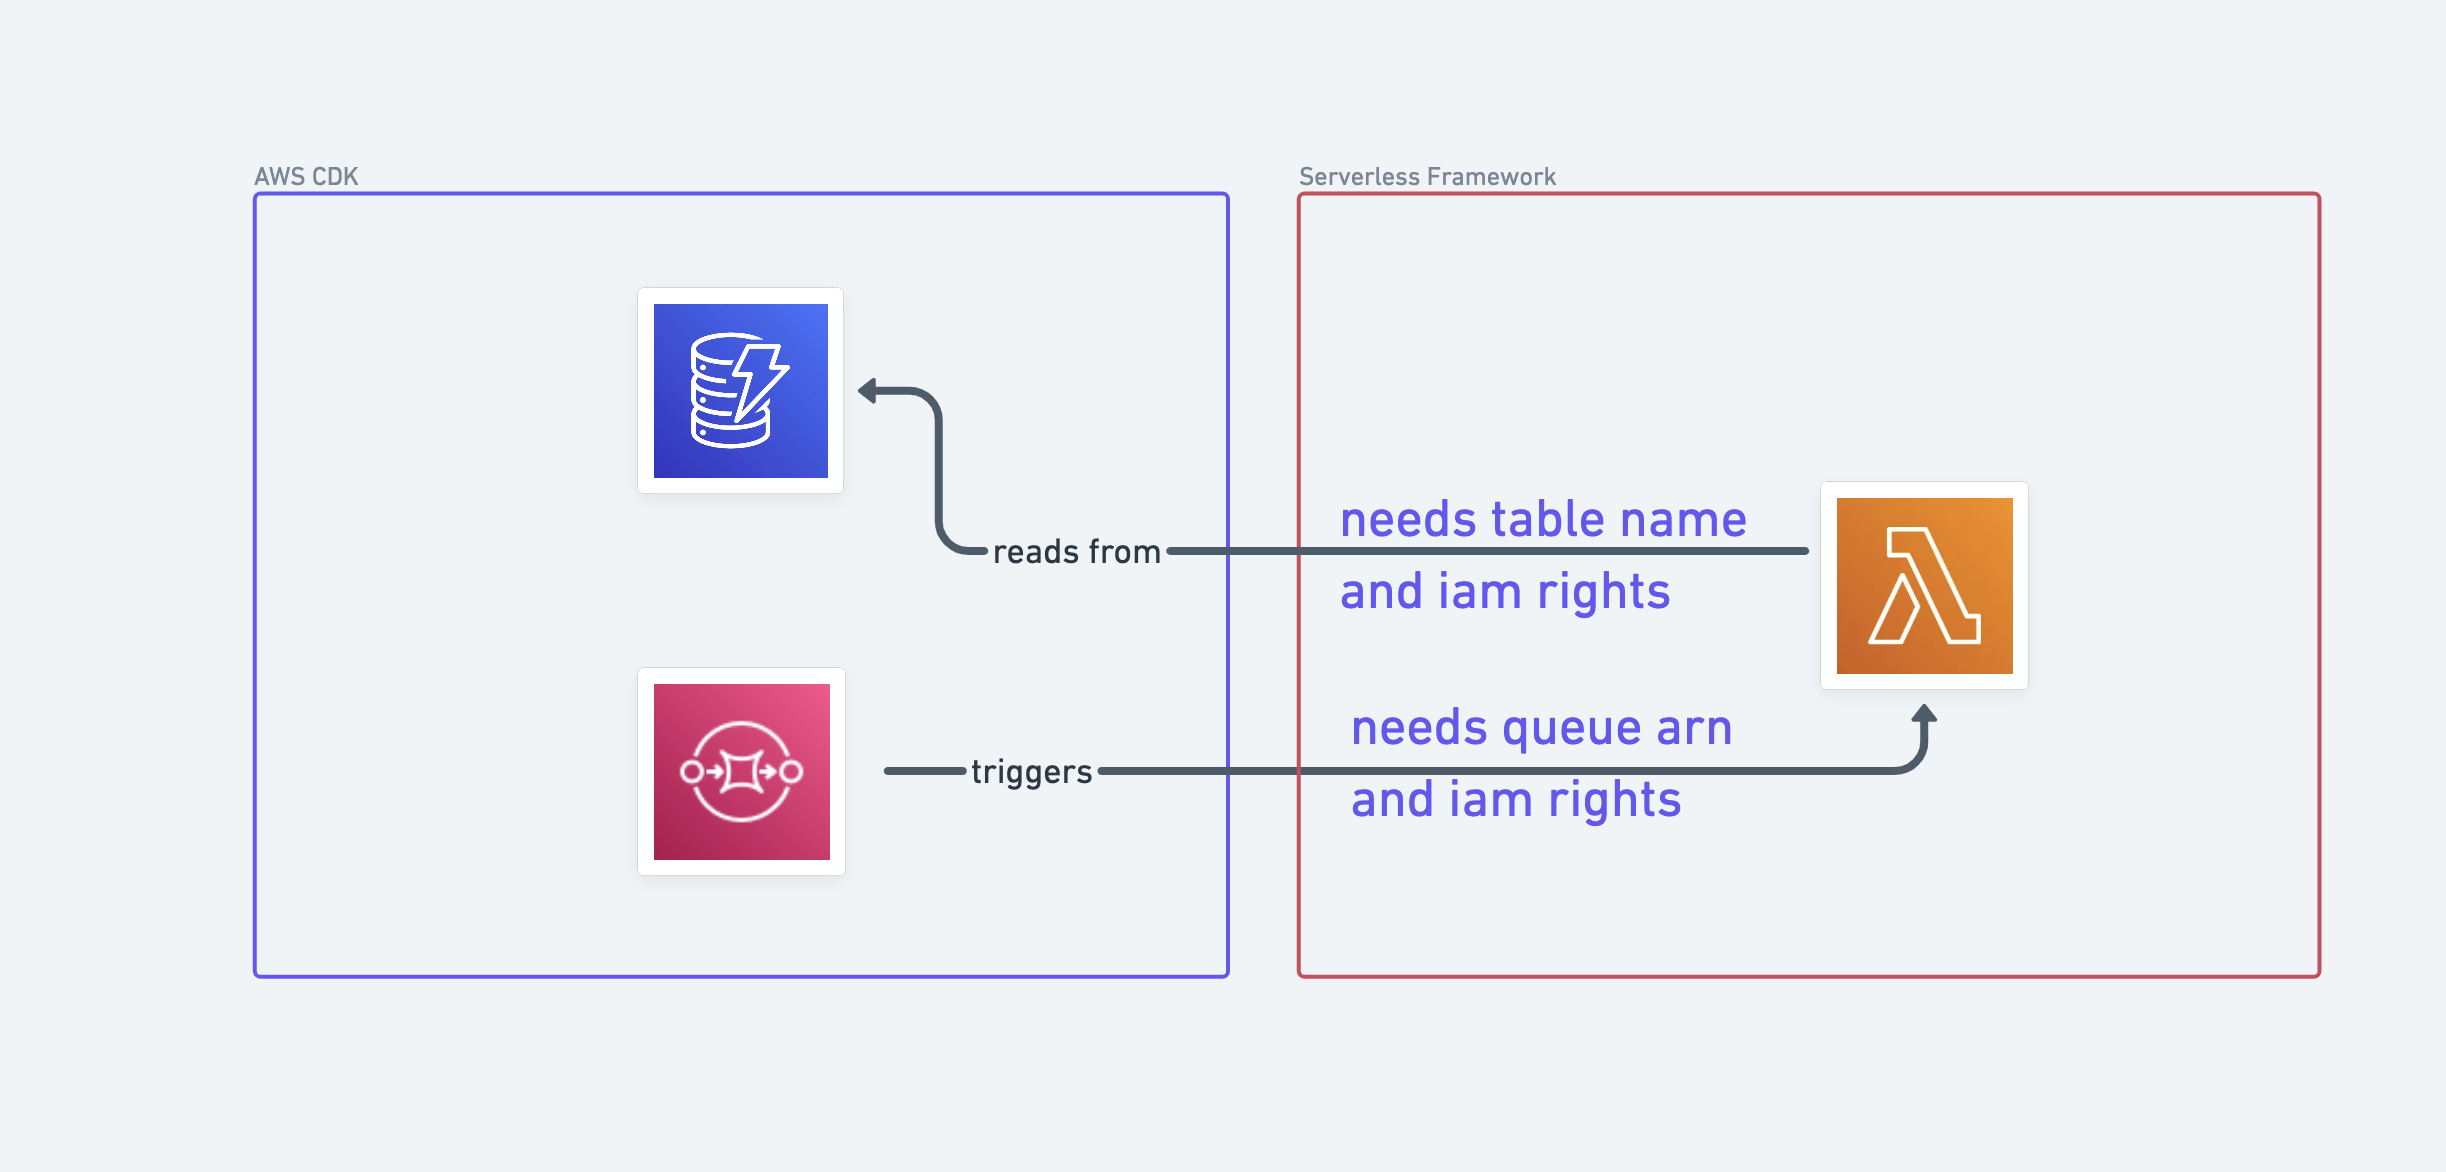 AWS CDK
Serverless Framework
needs table name
reads from
and iam rights
needs queue arn
triggers
and iam rights